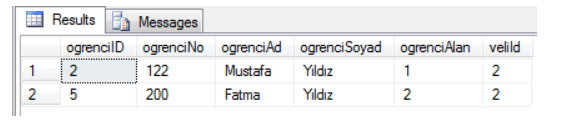 Results Messages
ogrenciID ogrenciNo ogrenciAd ogrenciSoyad ogrenciAlan veliId
1 2 122 Mustafa Yıldız 1 2
2 5 200 Fatma Yıldız 2 2